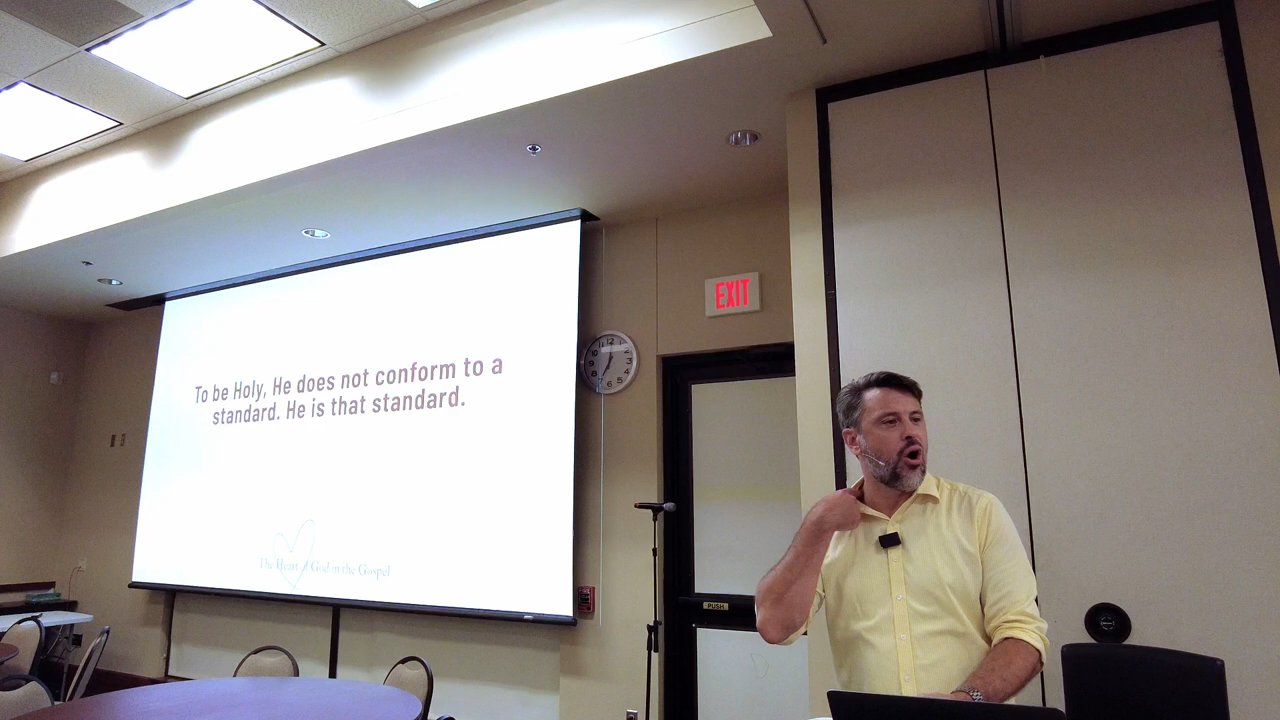 To be Holy, He does not conform to a
standard. He is that standard.
The Heart of God in the Gospel
EXIT
PUSH